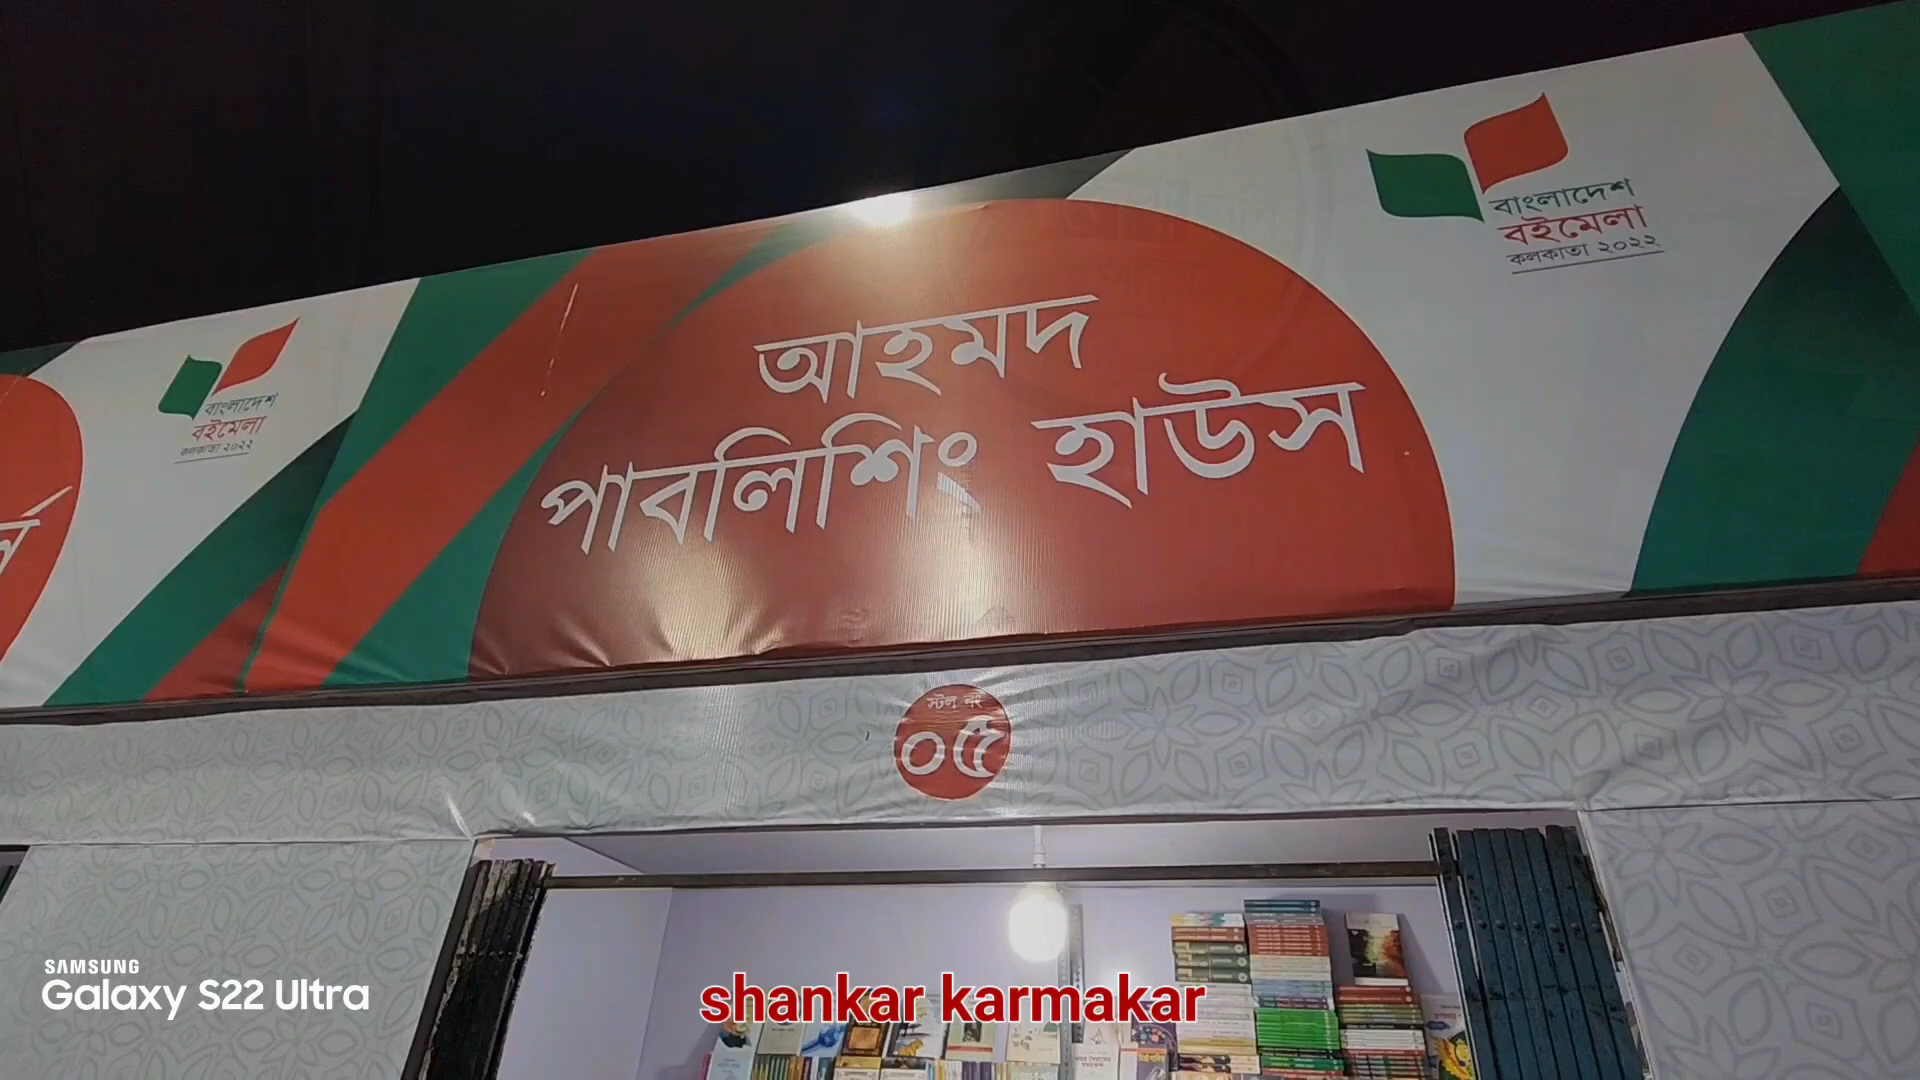 বাংলাদেশ
বইমেলা
কলকাতা ২০২২
আহমদ
পাবলিশিং হাউস
বাংলাদেশ
বইমেলা
কলকাতা ২০২২
স্টল নং
০৫
SAMSUNG
Galaxy S22 Ultra
shankar karmakar